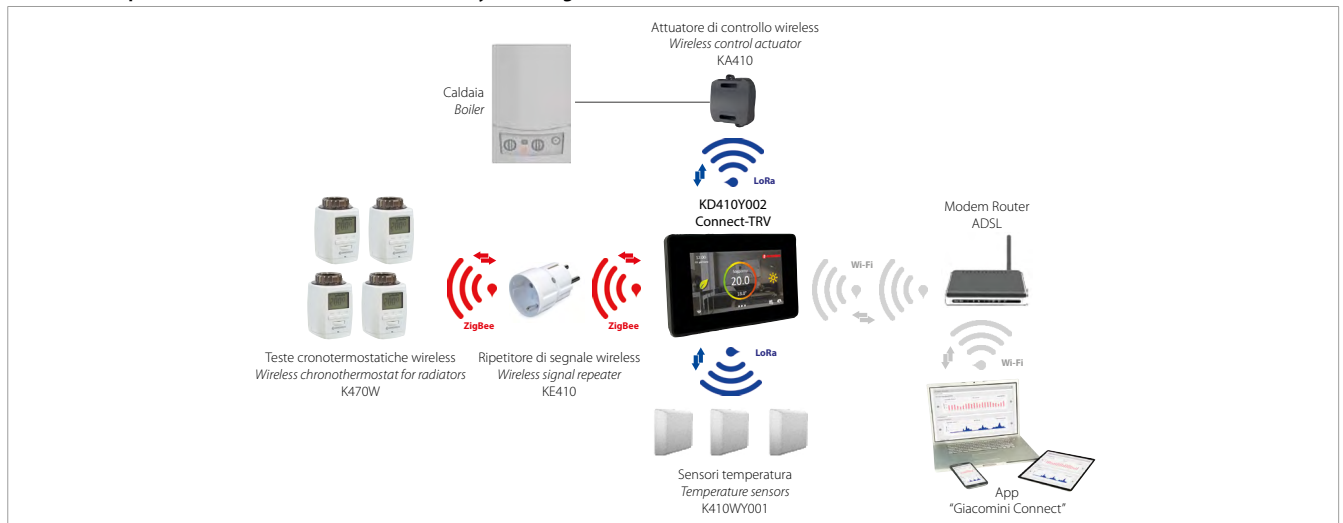 Attuatore di controllo wireless
Wireless control actuator
KA410
Caldaia
Boiler
LoRa
KD410Y002
Connect-TRV
Modem Router
ADSL
Wi-Fi
20.0
ZigBee
ZigBee
LoRa
Wi-Fi
Teste cronotermostatiche wireless
Wireless chronothermostat for radiators
K470W
Ripetitore di segnale wireless
Wireless signal repeater
KE410
Sensori temperatura
Temperature sensors
K410WY001
App
“Giacomini Connect”